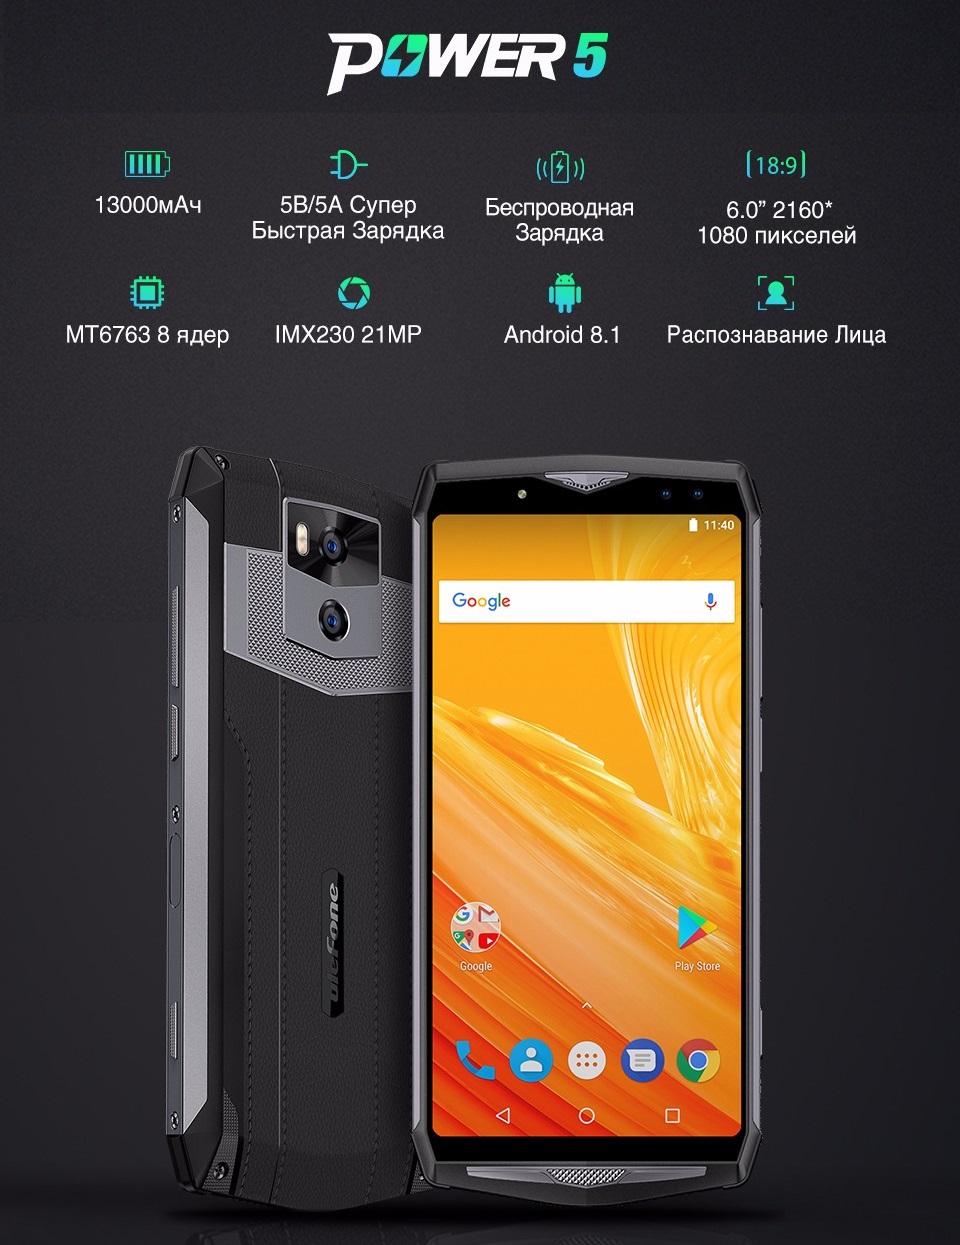 POWER 5
13000мАч
5В/5А Супер
Быстрая Зарядка
Беспроводная
Зарядка
18:9
6.0” 2160*
1080 пикселей
МТ6763 8 ядер
IMX230 21MP
Android 8.1
Распознавание Лица
11:40
Google
ulefone
G
Google
Play Store